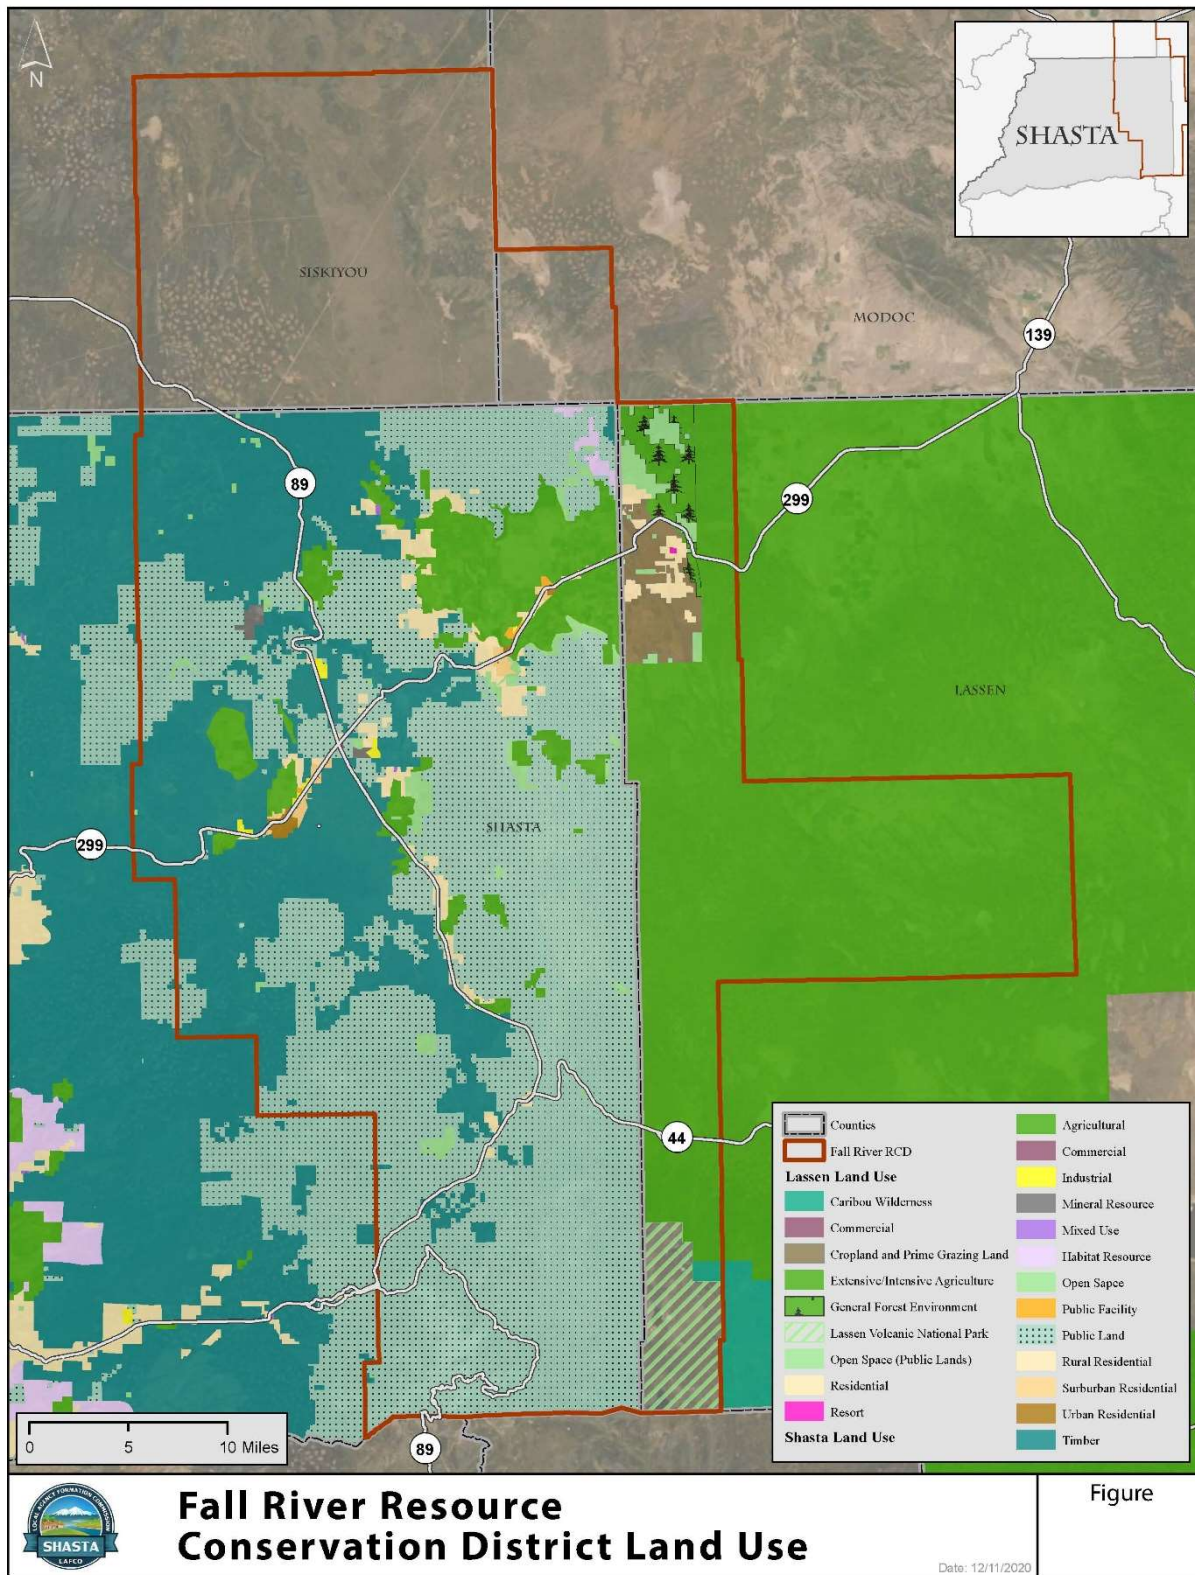 N
SHASTA
SISKIYOU
MODOC
139
89
299
LASSEN
SHASTA
299
44
89
Counties
Fall River RCD
Lassen Land Use
Caribou Wilderness
Commercial
Cropland and Prime Grazing Land
Extensive/Intensive Agriculture
General Forest Environment
Lassen Volcanic National Park
Open Space (Public Lands)
Residential
Resort
Shasta Land Use
Agricultural
Commercial
Industrial
Mineral Resource
Mixed Use
Habitat Resource
Open Sapce
Public Facility
Public Land
Rural Residential
Surburban Residential
Urban Residential
Timber
0 5 10 Miles
LOCAL AGENCY FORMATION COMMISSION
SHASTA
LAFCO
Fall River Resource
Conservation District Land Use
Date: 12/11/2020
Figure